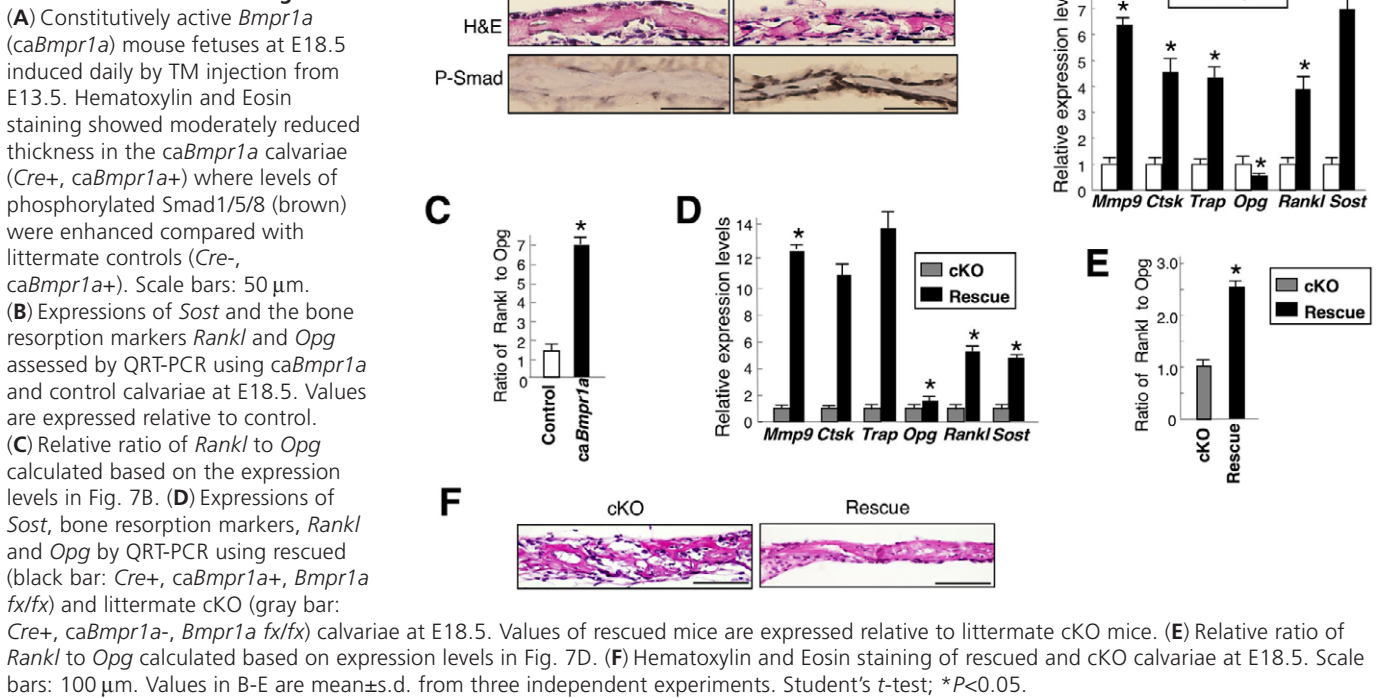 (A) Constitutively active Bmpr1a
(caBmpr1a) mouse fetuses at E18.5
induced daily by TM injection from
E13.5. Hematoxylin and Eosin
staining showed moderately reduced
thickness in the caBmpr1a calvariae
(Cre+, caBmpr1a+) where levels of
phosphorylated Smad1/5/8 (brown)
were enhanced compared with
littermate controls (Cre-,
caBmpr1a+). Scale bars: 50 μm.
(B) Expressions of Sost and the bone
resorption markers Rankl and Opg
assessed by QRT-PCR using caBmpr1a
and control calvariae at E18.5. Values
are expressed relative to control.
(C) Relative ratio of Rankl to Opg
calculated based on the expression
levels in Fig. 7B. (D) Expressions of
Sost, bone resorption markers, Rankl
and Opg by QRT-PCR using rescued
(black bar: Cre+, caBmpr1a+, Bmpr1a
fx/fx) and littermate cKO (gray bar:
Cre+, caBmpr1a-, Bmpr1a fx/fx) calvariae at E18.5. Values of rescued mice are expressed relative to littermate cKO mice. (E) Relative ratio of
Rankl to Opg calculated based on expression levels in Fig. 7D. (F) Hematoxylin and Eosin staining of rescued and cKO calvariae at E18.5. Scale
bars: 100 μm. Values in B-E are mean±s.d. from three independent experiments. Student's t-test; *P<0.05.
H&E
P-Smad
Relative expression
7
6
5
4
3
2
1
0
* * * * *
Mmp9 Ctsk Trap Opg Rankl Sost
C
Ratio of Rankl to Opg
7
6
5
4
3
2
1
0
*
Control
caBmpr1a
D
Relative expression levels
14
12
10
8
6
4
2
0
* * * *
cKO
Rescue
Mmp9 Ctsk Trap Opg Rankl Sost
E
Ratio of Rankl to Opg
3.0
2.0
1.0
0
*
cKO
Rescue
cKO
Rescue
F
cKO
Rescue